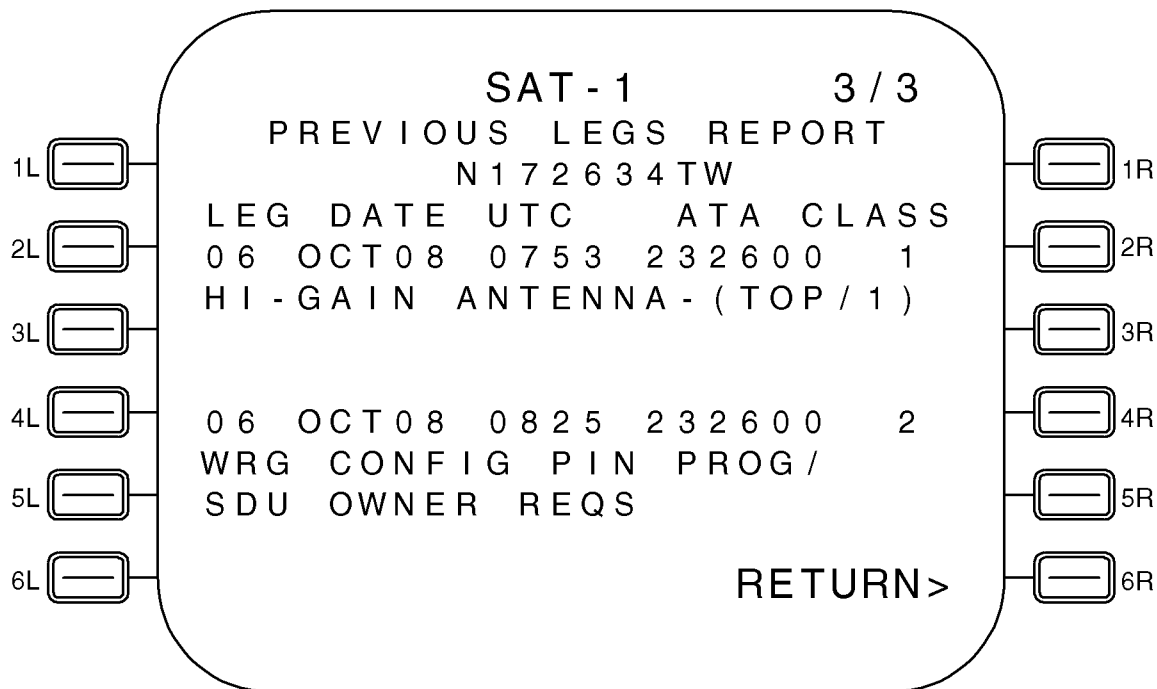 SAT-1 3/3
PREVIOUS LEGS REPORT
1L
1R
N172634TW
LEG DATE UTC ATA CLASS
2L
2R
06 OCT08 0753 232600 1
HI-GAIN ANTENNA-(TOP/1)
3L
3R
4L
4R
06 OCT08 0825 232600 2
WRG CONFIG PIN PROG/
5L
5R
SDU OWNER REQS
6L
RETURN>
6R